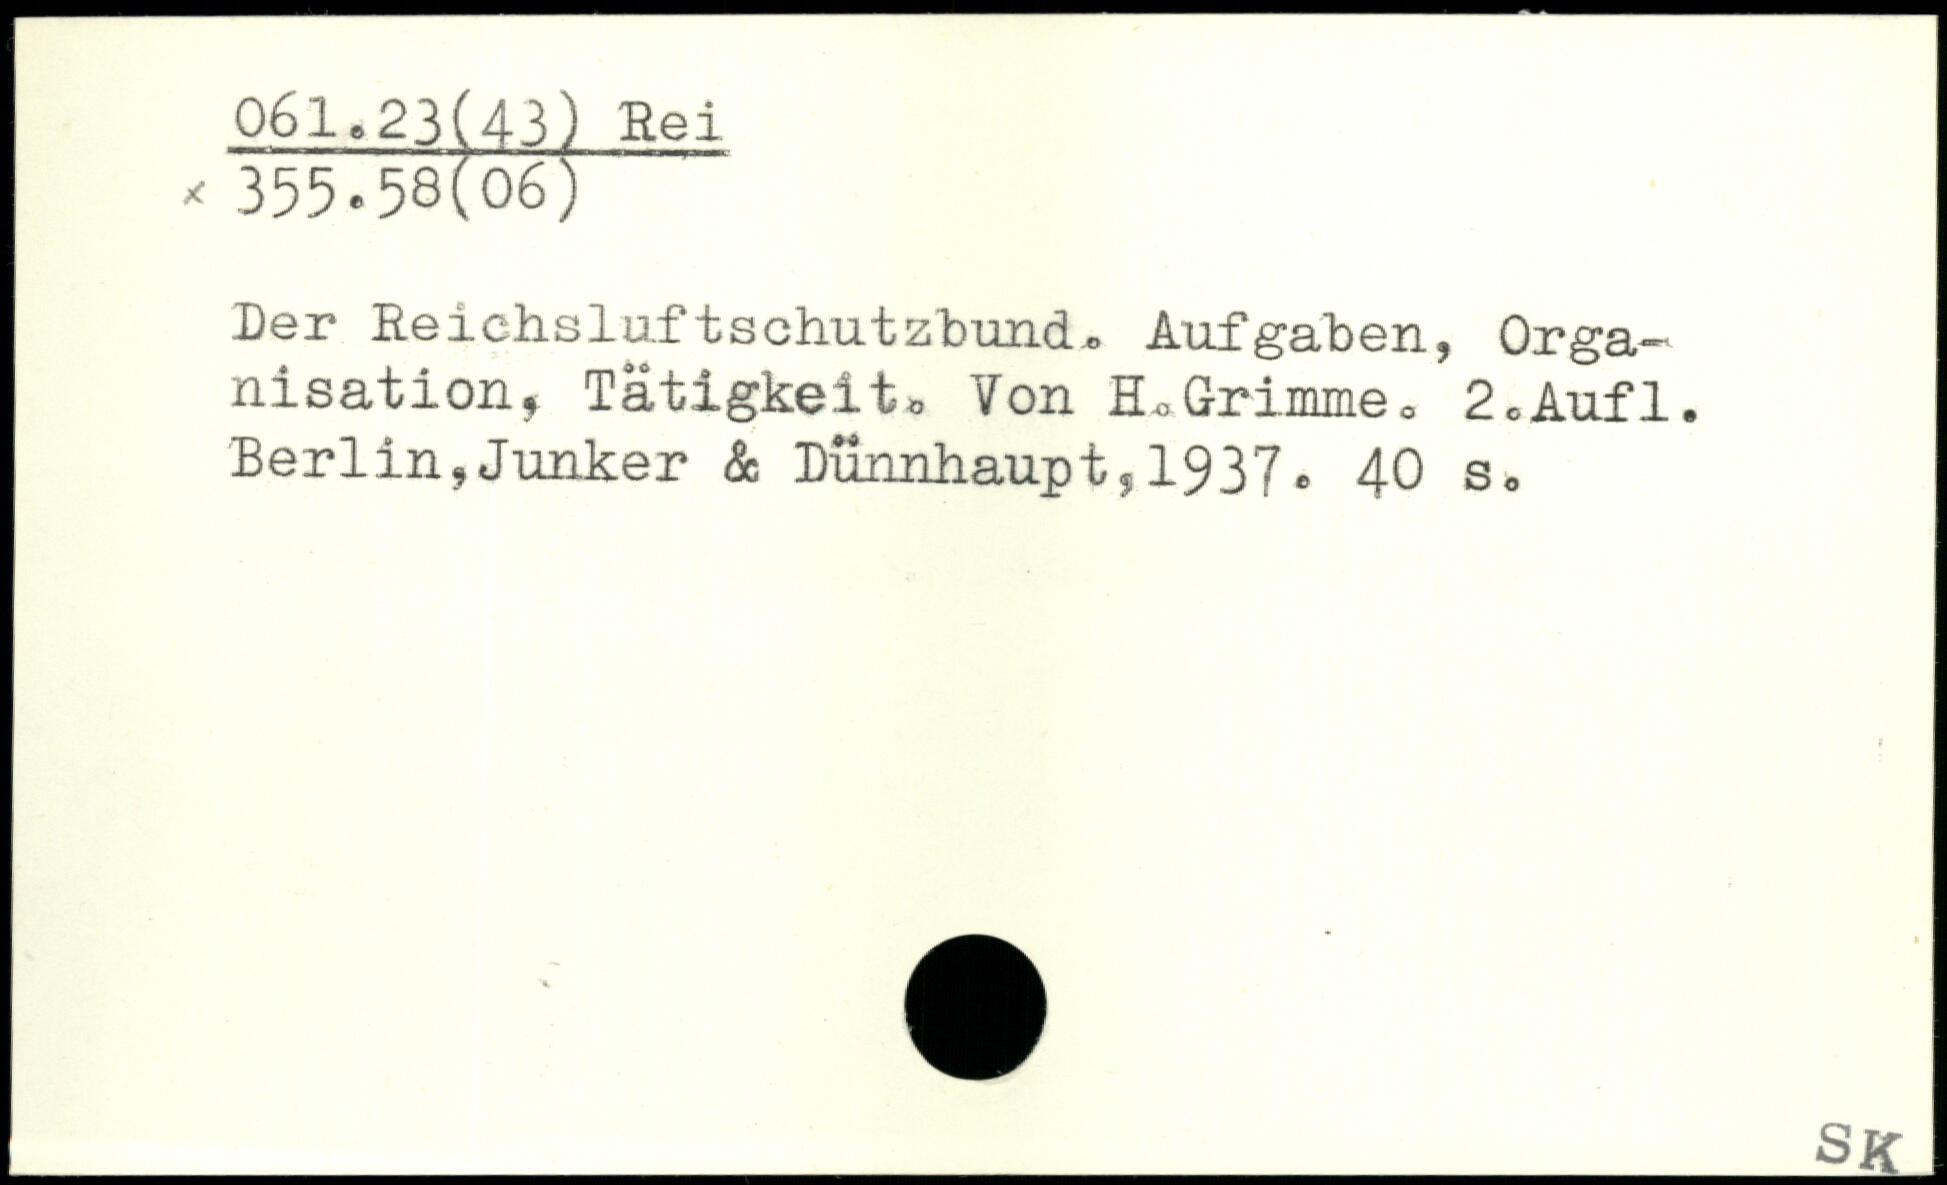 061.23(43) Rei
x 355.58(06)
Der Reichsluftschutzbund. Aufgaben, Orga-
nisation, Tätigkeit. Von H.Grimme. 2.Aufl.
Berlin,Junker & Dünnhaupt,1937. 40 s.
SK